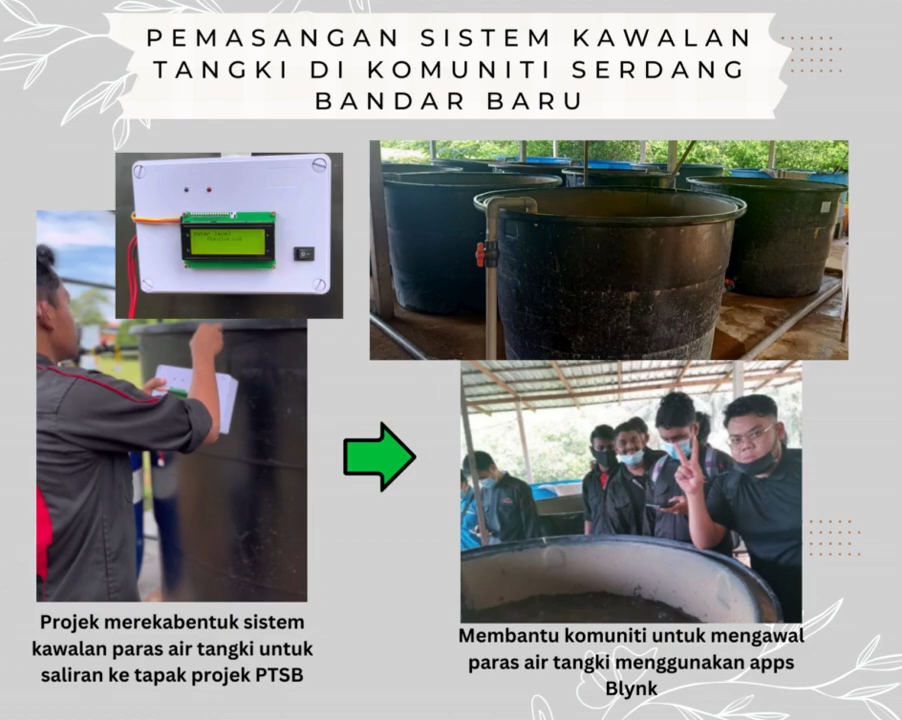 PEMASANGAN SISTEM KAWALAN
TANGKI DI KOMUNITI SERDANG
BANDAR BARU
Projek merekabentuk sistem
kawalan paras air tangki untuk
saliran ke tapak projek PTSB
Membantu komuniti untuk mengawal
paras air tangki menggunakan apps
Blynk